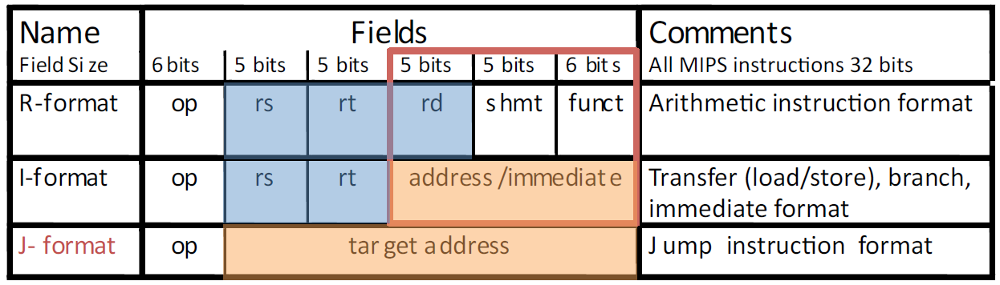 Name Fields Comments
Field Size 6 bits 5 bits 5 bits 5 bits 5 bits 6 bits All MIPS instructions 32 bits
R-format op rs rt rd shmt funct Arithmetic instruction format
I-format op rs rt address /immediate Transfer (load/store), branch,
immediate format
J- format op target address Jump instruction format